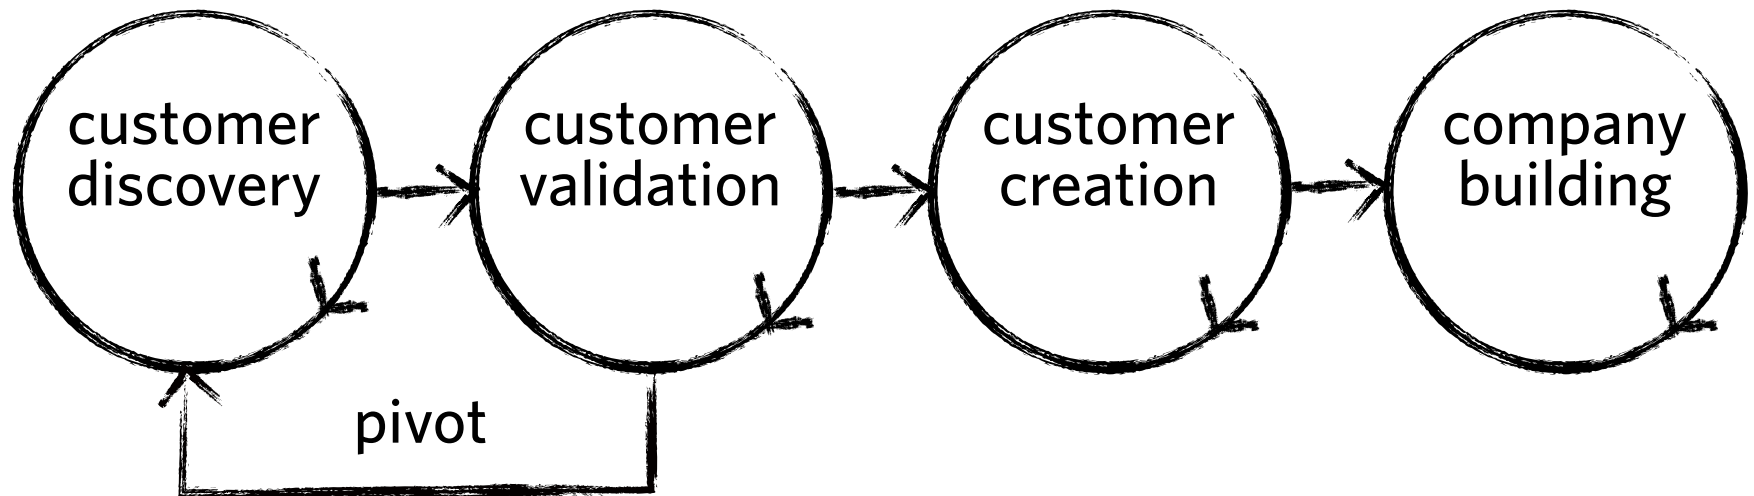 customer
discovery
customer
validation
customer
creation
company
building
pivot